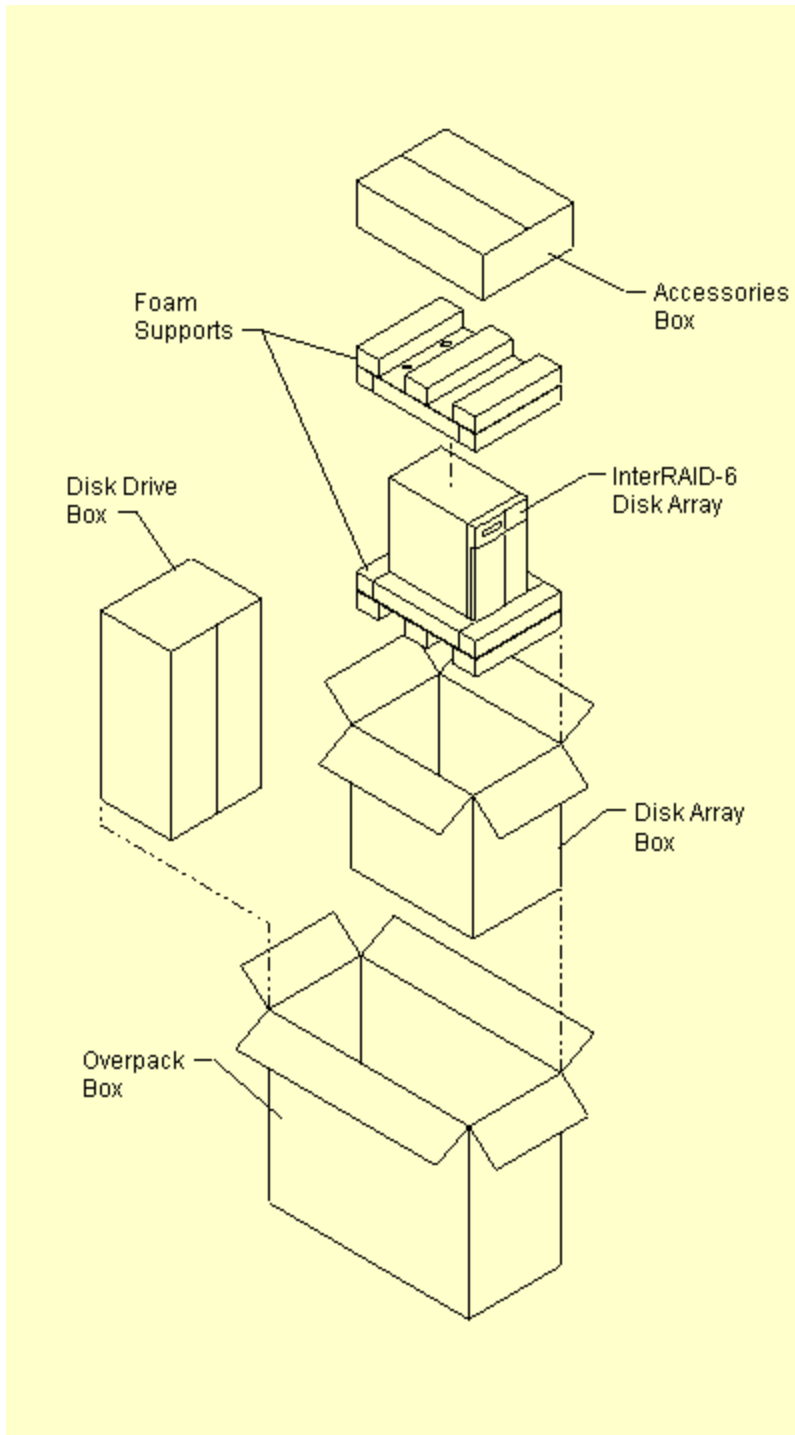 Accessories
Box
Foam
Supports
InterRAID-6
Disk Array
Disk Drive
Box
Disk Array
Box
Overpack
Box